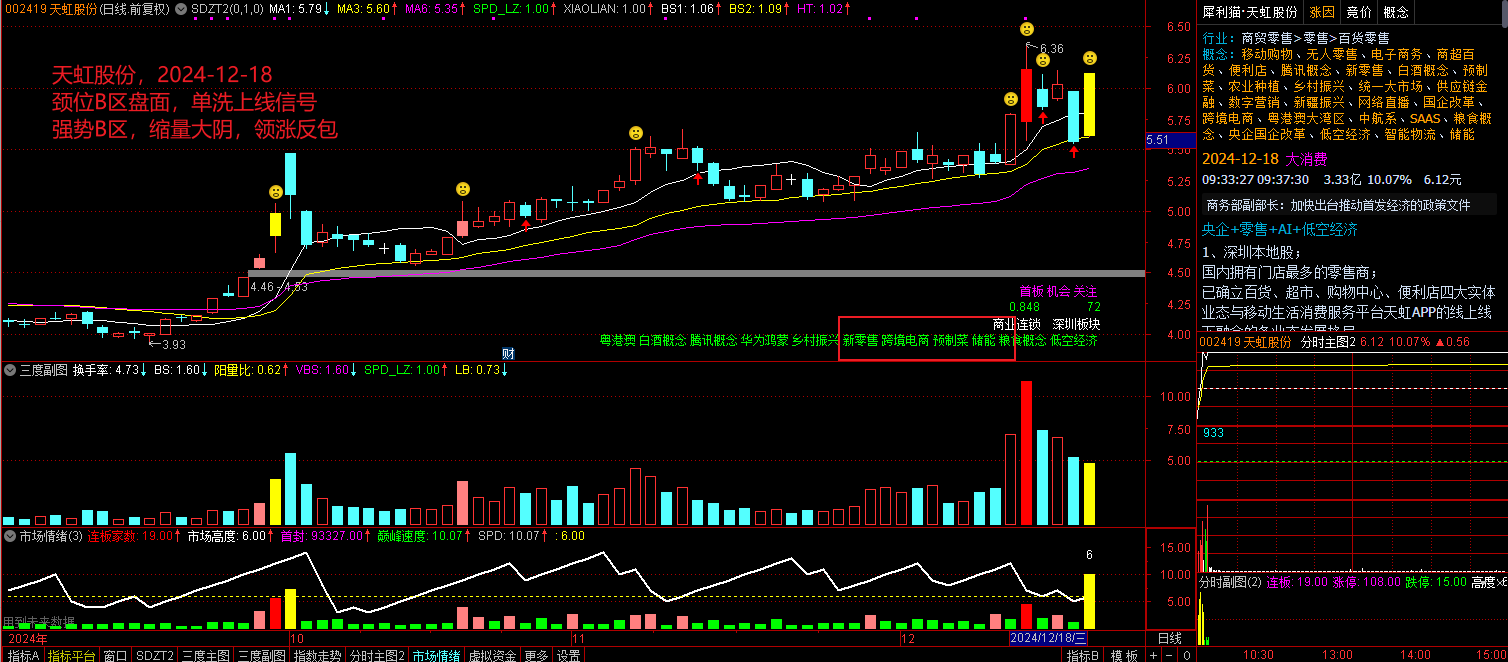 002419 天虹股份(日线.前复权) SDZT2(0,1,0) MA1: 5.79↓ MA3: 5.60↑ MA6: 5.35↑ SPD_LZ: 1.00↑ XIAOLIAN: 1.00↑ BS1: 1.06↑ BS2: 1.09↑ HT: 1.02↑
天虹股份，2024-12-18
颈位B区盘面，单洗上线信号
强势B区，缩量大阴，领涨反包
6.36
4.46 - 4.53
3.93
财
首板 机会 关注
0.848 72
商业连锁 深圳板块
粤港澳 白酒概念 腾讯概念 华为鸿蒙 乡村振兴 新零售 跨境电商 预制菜 储能 粮食概念 低空经济
6.50
6.25
6.00
5.75
5.51
5.50
5.25
5.00
4.75
4.50
4.25
4.00
三度副图 换手率: 4.73↓ BS: 1.60↓ 阳量比: 0.62↑ VBS: 1.60↓ SPD_LZ: 1.00↑ LB: 0.73↓
10.00
7.50
5.00
市场情绪(3) 连板家数: 19.00↑ 市场高度: 6.00↑ 首封: 93327.00↑ 巅峰速度: 10.07↑ SPD: 10.07↑ : 6.00
6
15.00
10.00
5.00
用到未来数据
2024年 10 11 12 2024/12/18/三 日线
指标A 指标平台 窗口 SDZT2 三度主图 三度副图 指数走势 分时主图2 市场情绪 虚拟资金 更多 设置 指标B 模板 + - 0
犀利猫·天虹股份 涨因 竞价 概念
行业: 商贸零售>零售>百货零售
概念: 移动购物、无人零售、电子商务、商超百
货、便利店、腾讯概念、新零售、白酒概念、预制
菜、农业种植、乡村振兴、统一大市场、供应链金
融、数字营销、新疆振兴、网络直播、国企改革、
跨境电商、粤港澳大湾区、中航系、SAAS、粮食概
念、央企国企改革、低空经济、智能物流、储能
2024-12-18 大消费
09:33:27 09:37:30 3.33亿 10.07% 6.12元
商务部副部长：加快出台推动首发经济的政策文件
央企+零售+AI+低空经济
1、深圳本地股；
国内拥有门店最多的零售商；
已确立百货、超市、购物中心、便利店四大实体
业态与移动生活消费服务平台天虹APP的线上线
002419 天虹股份 分时主图2 6.12 10.07% ▲0.56
933
分时副图(2) 连板: 19.00 涨停: 108.00 跌停: 15.00 高度
10:30 13:00 14:00 15:00